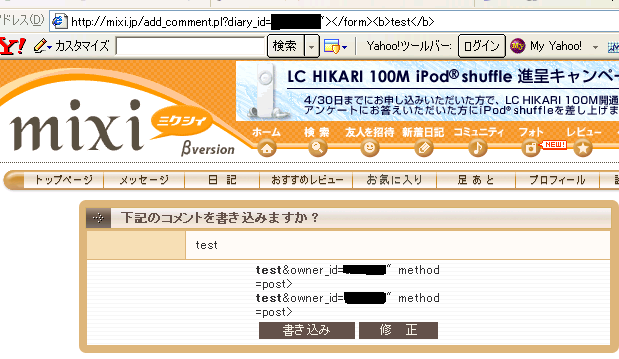 ドレス(D) http://mixi.jp/add_comment.pl?diary_id= "></form><b>test</b>
Y! カスタマイズ 検索 Yahoo!ツールバー: ログイン My Yahoo!
LC HIKARI 100M iPod® shuffle 進呈キャンペ
4/30日までにお申し込みいただいた方で、LC HIKARI 100M開通
アンケートにお答えいただいた方にiPod® shuffleを差し上げま
mixi ミクシィ
βversion
ホーム 検 索 友人を招待 新着日記 コミュニティ フォト レビュー
NEW!
トップページ メッセージ 日 記 おすすめレビュー お気に入り 足 あと プロフィール
下記のコメントを書き込みますか?
test
test&owner_id= " method
=post>
test&owner_id= " method
=post>
書き込み 修 正